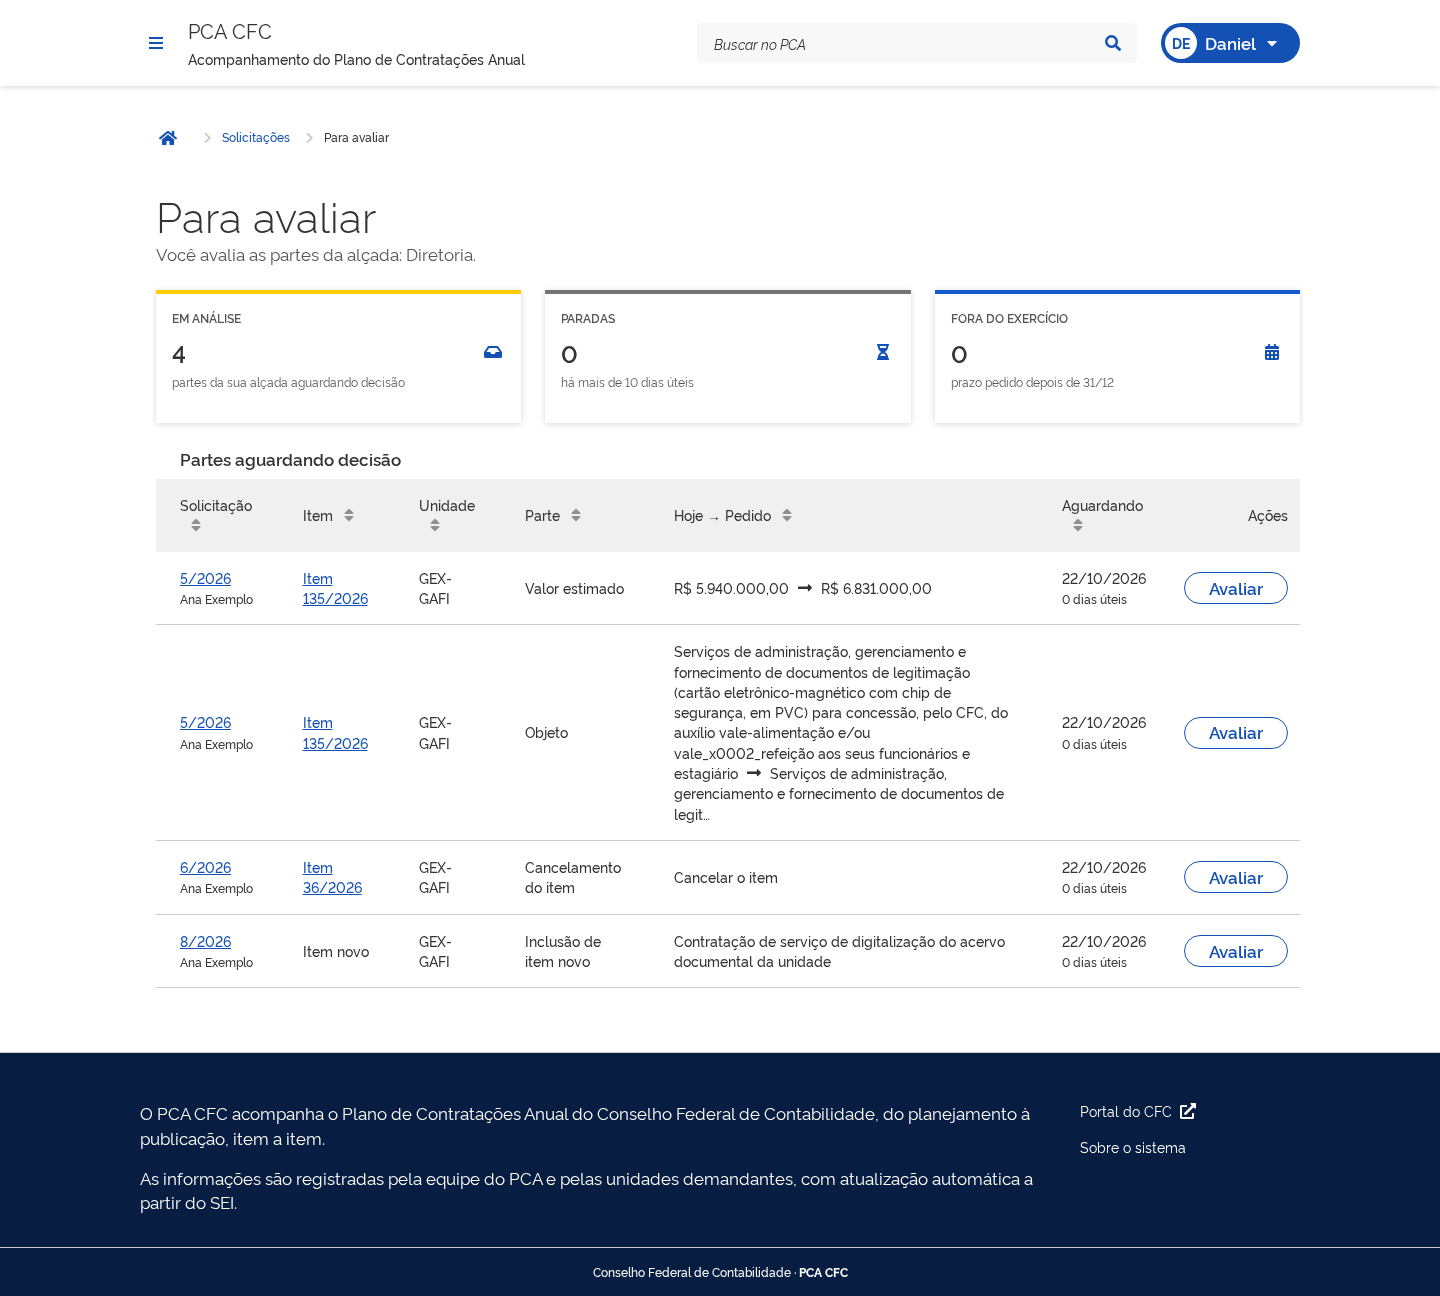 PCA CFC
Acompanhamento do Plano de Contratações Anual
Buscar no PCA
DE Daniel
Solicitações
Para avaliar
Para avaliar
Você avalia as partes da alçada: Diretoria.
EM ANÁLISE
4
partes da sua alçada aguardando decisão
PARADAS
0
há mais de 10 dias úteis
FORA DO EXERCÍCIO
0
prazo pedido depois de 31/12
Partes aguardando decisão
Solicitação Item Unidade Parte Hoje → Pedido Aguardando Ações
5/2026
Ana Exemplo
Item
135/2026
GEX-
GAFI
Valor estimado
R$ 5.940.000,00 → R$ 6.831.000,00
22/10/2026
0 dias úteis
Avaliar
5/2026
Ana Exemplo
Item
135/2026
GEX-
GAFI
Objeto
Serviços de administração, gerenciamento e
fornecimento de documentos de legitimação
(cartão eletrônico-magnético com chip de
segurança, em PVC) para concessão, pelo CFC, do
auxílio vale-alimentação e/ou
vale_x0002_refeição aos seus funcionários e
estagiário → Serviços de administração,
gerenciamento e fornecimento de documentos de
legit…
22/10/2026
0 dias úteis
Avaliar
6/2026
Ana Exemplo
Item
36/2026
GEX-
GAFI
Cancelamento
do item
Cancelar o item
22/10/2026
0 dias úteis
Avaliar
8/2026
Ana Exemplo
Item novo
GEX-
GAFI
Inclusão de
item novo
Contratação de serviço de digitalização do acervo
documental da unidade
22/10/2026
0 dias úteis
Avaliar
O PCA CFC acompanha o Plano de Contratações Anual do Conselho Federal de Contabilidade, do planejamento à
publicação, item a item.
As informações são registradas pela equipe do PCA e pelas unidades demandantes, com atualização automática a
partir do SEI.
Portal do CFC
Sobre o sistema
Conselho Federal de Contabilidade · PCA CFC